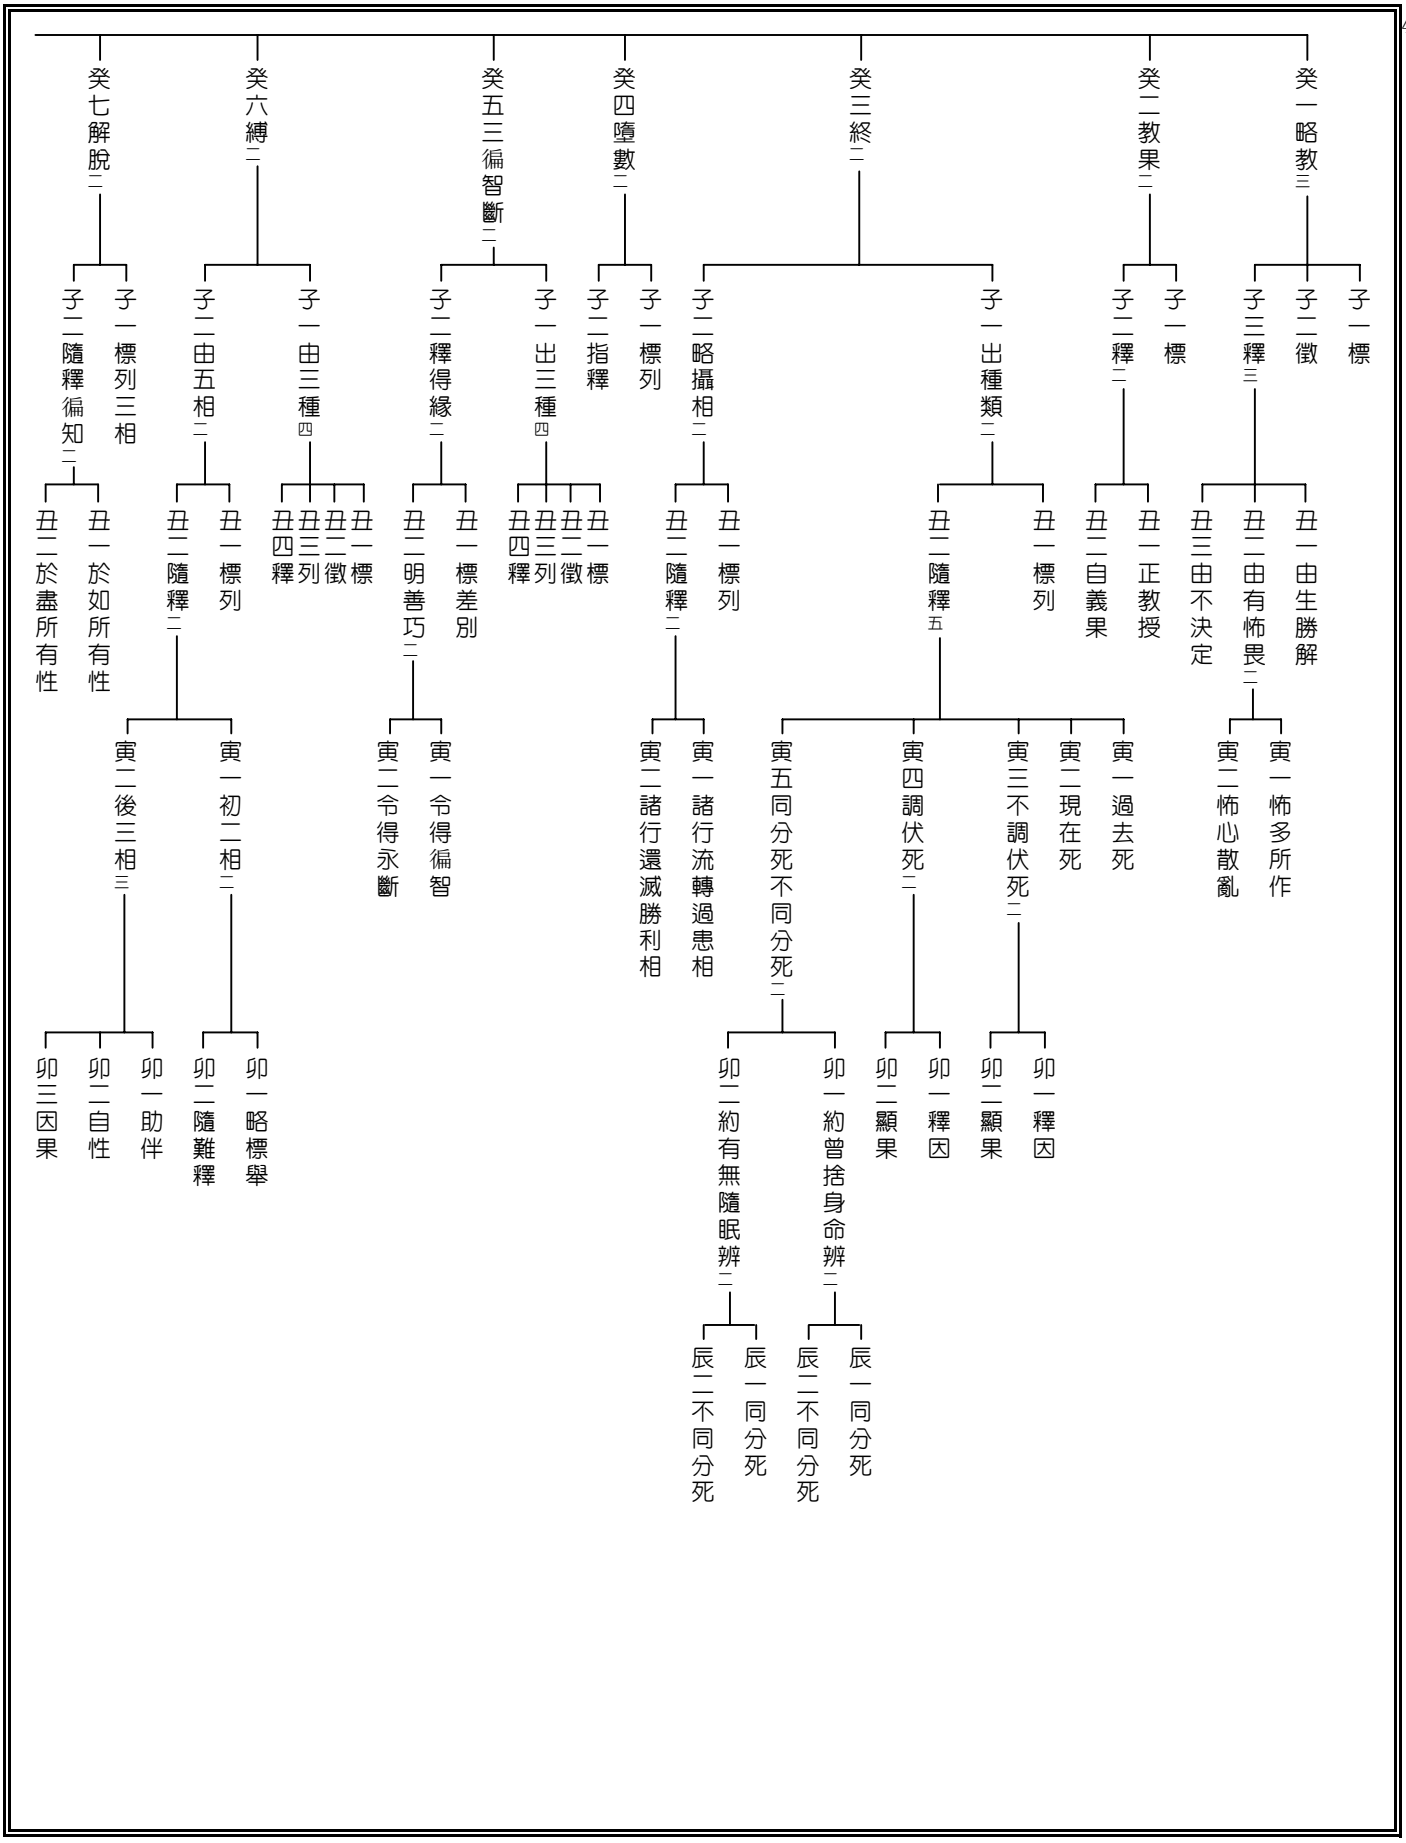 癸一略教三
子一標
子二徵
子三釋三
丑一由生勝解
丑二由有怖畏二
寅一怖多所作
寅二怖心散亂
丑三由不決定
癸二教果二
子一標
子二釋二
丑一正教授
丑二自義果
癸三終二
子一出種類二
丑一標列
丑二隨釋五
寅一過去死
寅二現在死
寅三不調伏死二
卯一釋因
卯二顯果
寅四調伏死二
卯一釋因
卯二顯果
寅五同分死不同分死二
卯一約曾捨身命辨二
辰一同分死
辰二不同分死
卯二約有無隨眠辨二
辰一同分死
辰二不同分死
子二略攝相二
丑一標列
丑二隨釋二
寅一諸行流轉過患相
寅二諸行還滅勝利相
癸四墮數二
子一標列
子二指釋
癸五三徧智斷二
子一出三種四
丑一標
丑二徵
丑三列
丑四釋
子二釋得緣二
丑一標差別
丑二明善巧二
寅一令得徧智
寅二令得永斷
癸六縛二
子一由三種四
丑一標
丑二徵
丑三列
丑四釋
子二由五相二
丑一標列
丑二隨釋二
寅一初二相二
卯一略標舉
卯二隨難釋
寅二後三相三
卯一助伴
卯二自性
卯三因果
癸七解脫二
子一標列三相
子二隨釋徧知二
丑一於如所有性
丑二於盡所有性